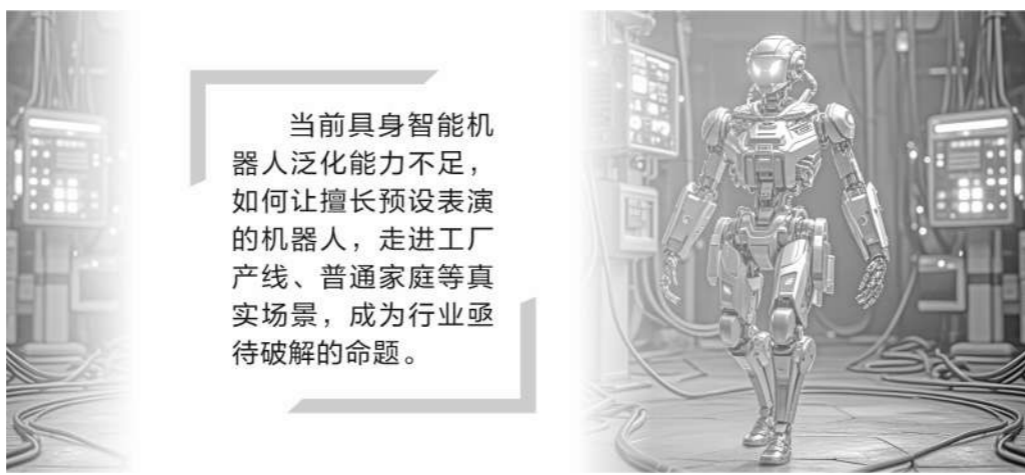 当前具身智能机
器人泛化能力不足，
如何让擅长预设表演
的机器人，走进工厂
产线、普通家庭等真
实场景，成为行业亟
待破解的命题。